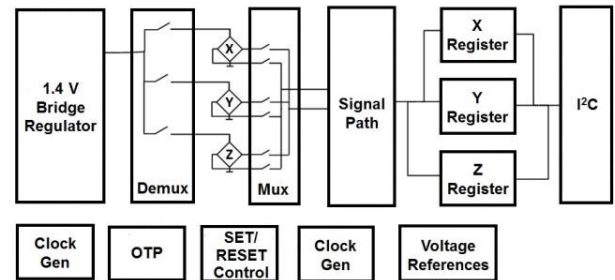 1.4 V
Bridge
Regulator
Demux
X
Y
Z
Mux
Signal
Path
X
Register
Y
Register
Z
Register
I²C
Clock
Gen
OTP
SET/
RESET
Control
Clock
Gen
Voltage
References